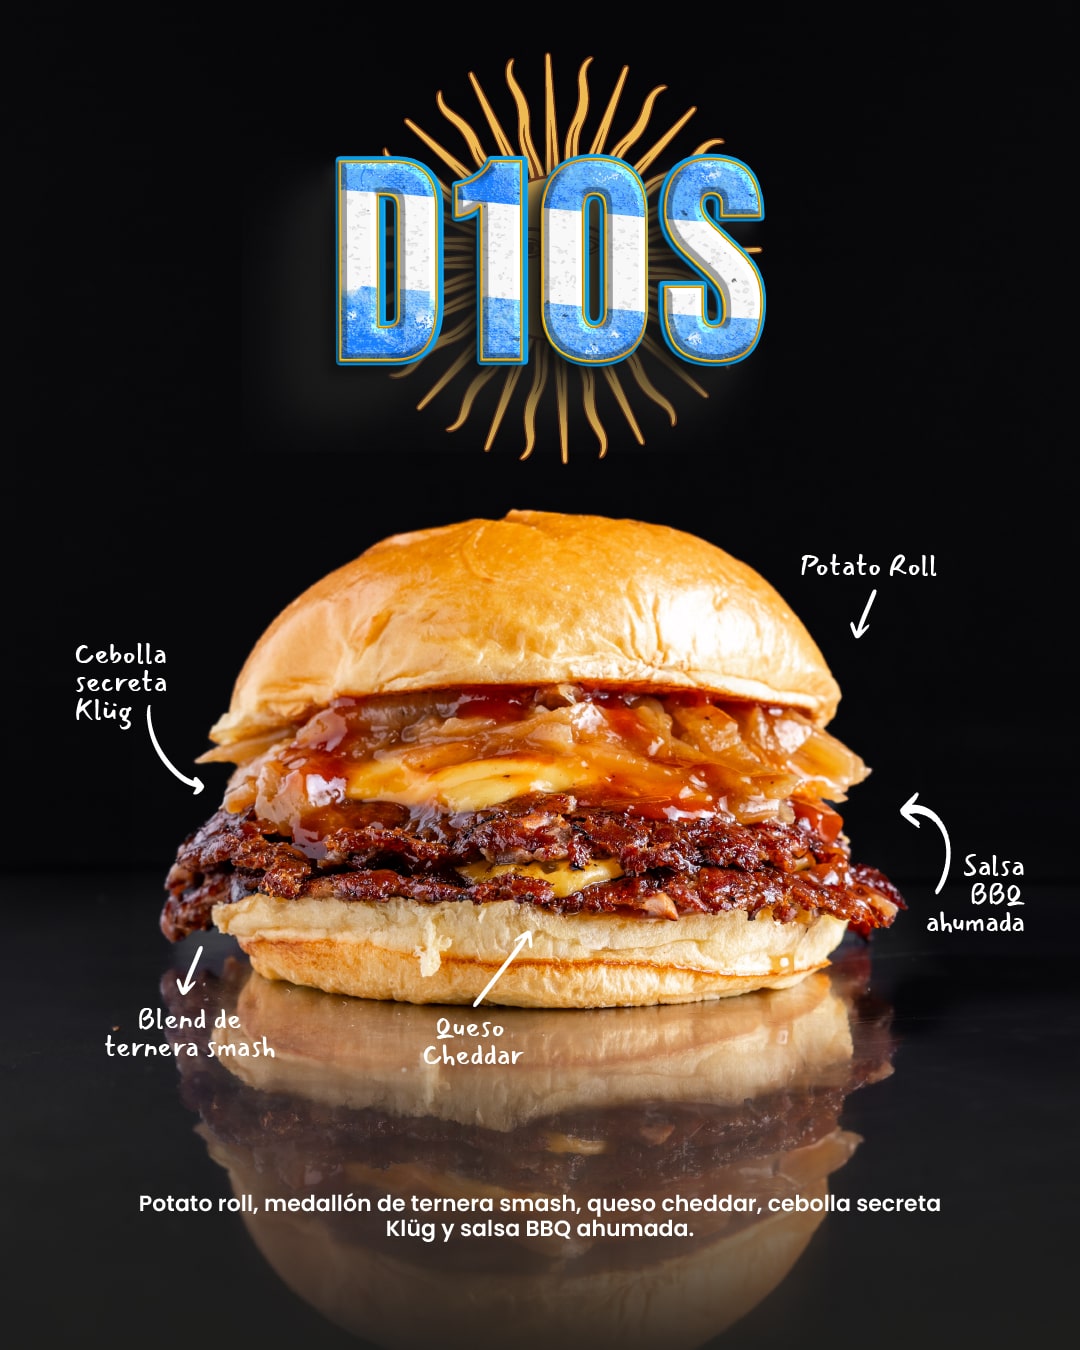 D10S
Potato Roll
Cebolla
secreta
Klüg
Salsa
BBQ
ahumada
Blend de
ternera smash
Queso
Cheddar
Potato roll, medallón de ternera smash, queso cheddar, cebolla secreta
Klüg y salsa BBQ ahumada.